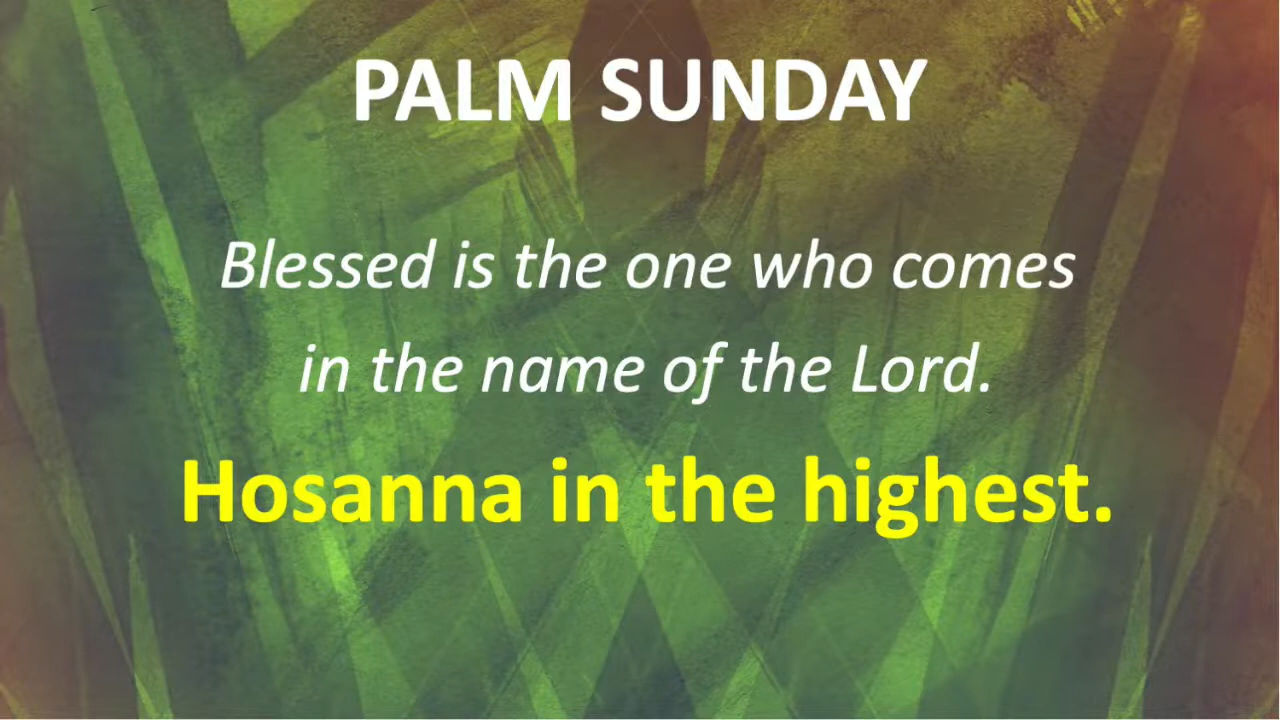 PALM SUNDAY
Blessed is the one who comes
in the name of the Lord.
Hosanna in the highest.